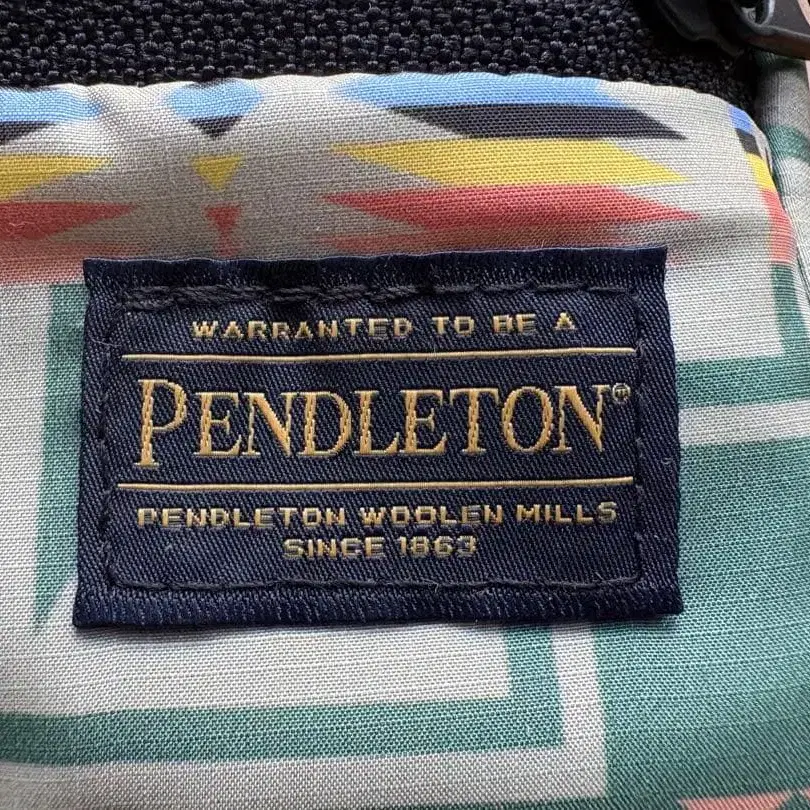 WARRANTED TO BE A
PENDLETON®
PENDLETON WOOLEN MILLS
SINCE 1863